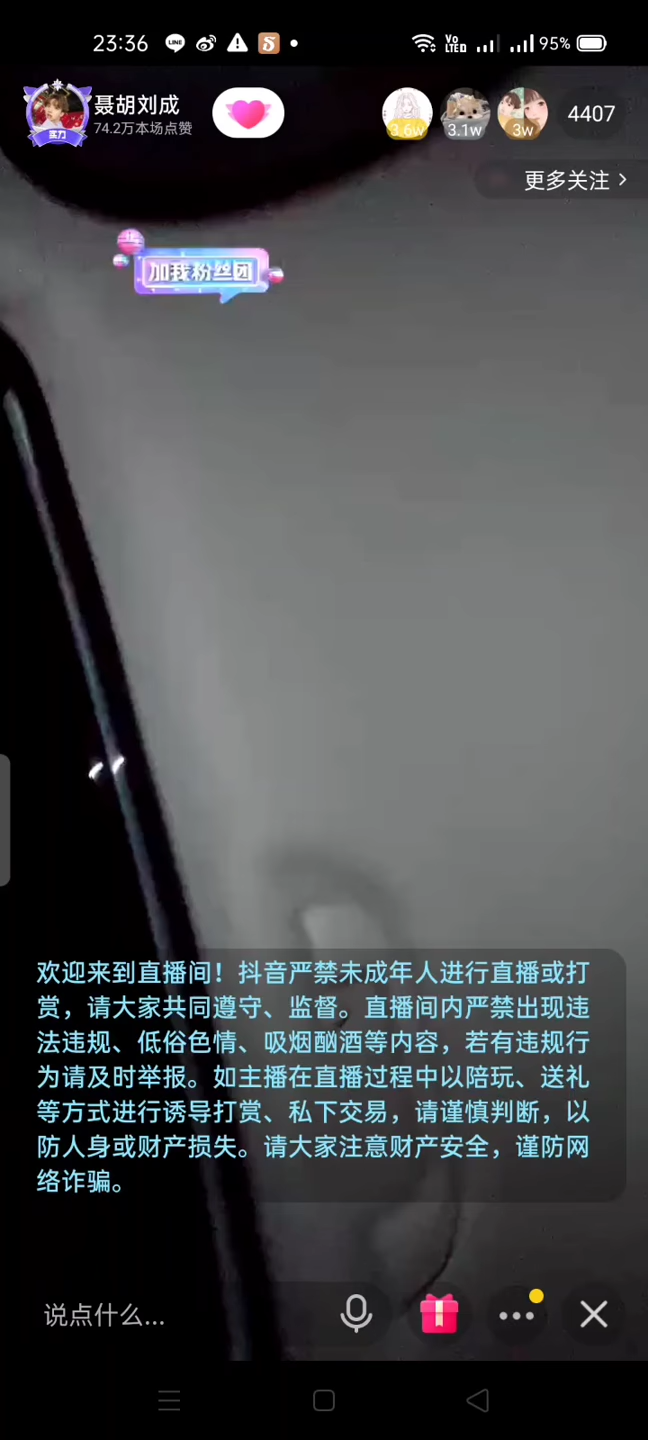 23:36
LINE
Vo
LTE
95%
聂胡刘成
74.2万本场点赞
3.6w
3.1w
3w
4407
更多关注
加我粉丝团
欢迎来到直播间！抖音严禁未成年人进行直播或打
赏，请大家共同遵守、监督。直播间内严禁出现违
法违规、低俗色情、吸烟酗酒等内容，若有违规行
为请及时举报。如主播在直播过程中以陪玩、送礼
等方式进行诱导打赏、私下交易，请谨慎判断，以
防人身或财产损失。请大家注意财产安全，谨防网
络诈骗。
说点什么...